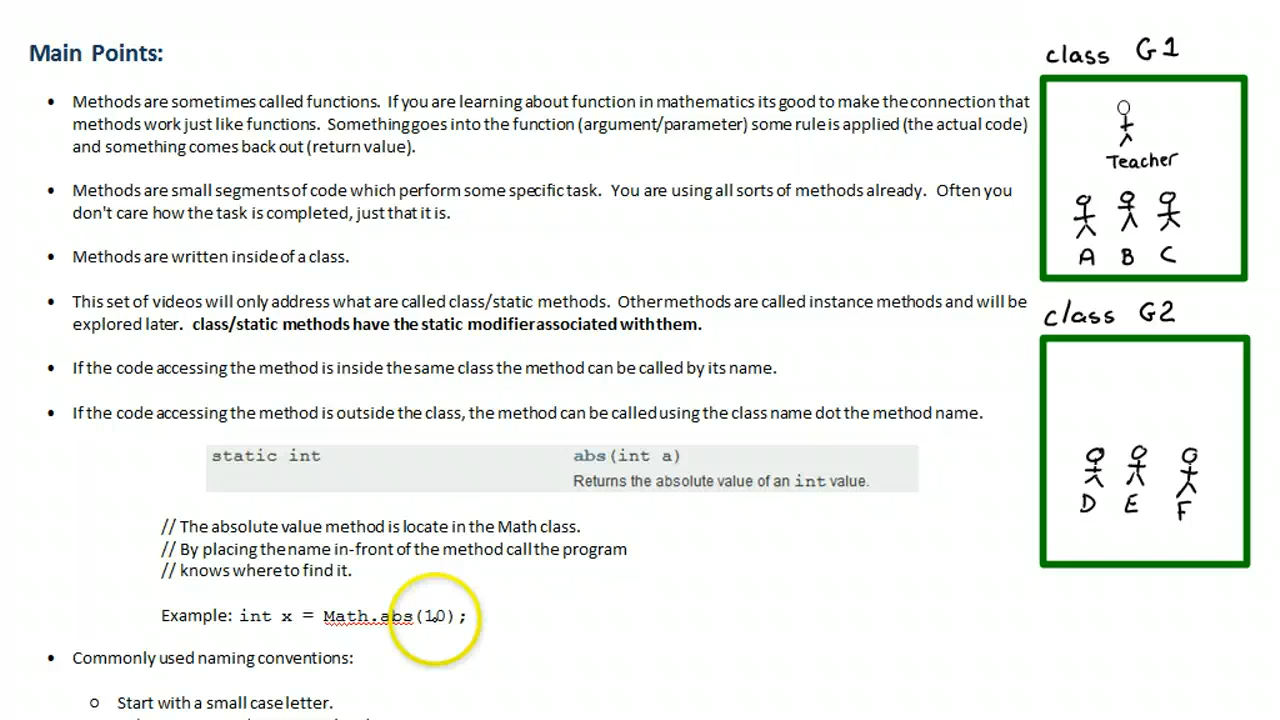 Main Points:
• Methods are sometimes called functions. If you are learning about function in mathematics its good to make the connection that
methods work just like functions. Something goes into the function (argument/parameter) some rule is applied (the actual code)
and something comes back out (return value).
• Methods are small segments of code which perform some specific task. You are using all sorts of methods already. Often you
don't care how the task is completed, just that it is.
• Methods are written inside of a class.
• This set of videos will only address what are called class/static methods. Other methods are called instance methods and will be
explored later. class/static methods have the static modifier associated with them.
• If the code accessing the method is inside the same class the method can be called by its name.
• If the code accessing the method is outside the class, the method can be called using the class name dot the method name.
static int abs(int a)
Returns the absolute value of an int value.
// The absolute value method is locate in the Math class.
// By placing the name in-front of the method call the program
// knows where to find it.
Example: int x = Math.abs(10);
• Commonly used naming conventions:
o Start with a small case letter.
class G1
Teacher
A B C
class G2
D E F